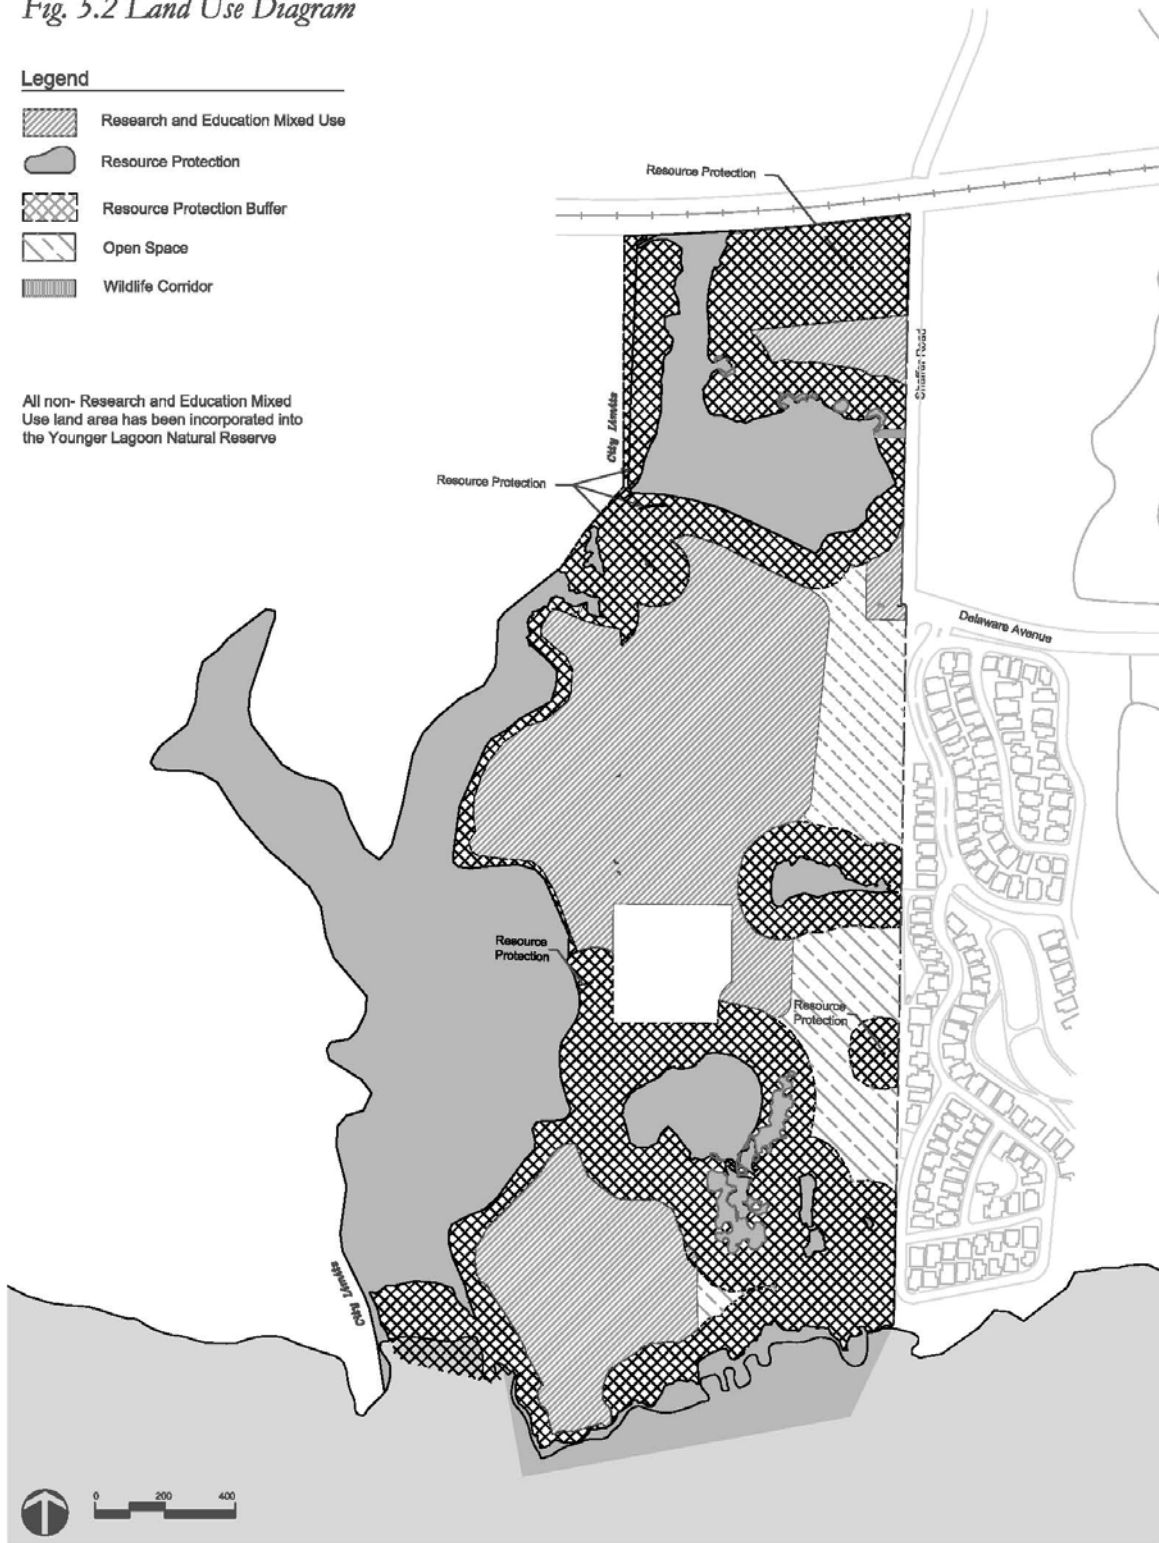 Fig. 5.2 Land Use Diagram
Legend
Research and Education Mixed Use
Resource Protection
Resource Protection Buffer
Open Space
Wildlife Corridor
All non- Research and Education Mixed
Use land area has been incorporated into
the Younger Lagoon Natural Reserve
Resource Protection
Shaffer Road
City Limits
Resource Protection
Delaware Avenue
Resource
Protection
Resource
Protection
City Limits
0 200 400